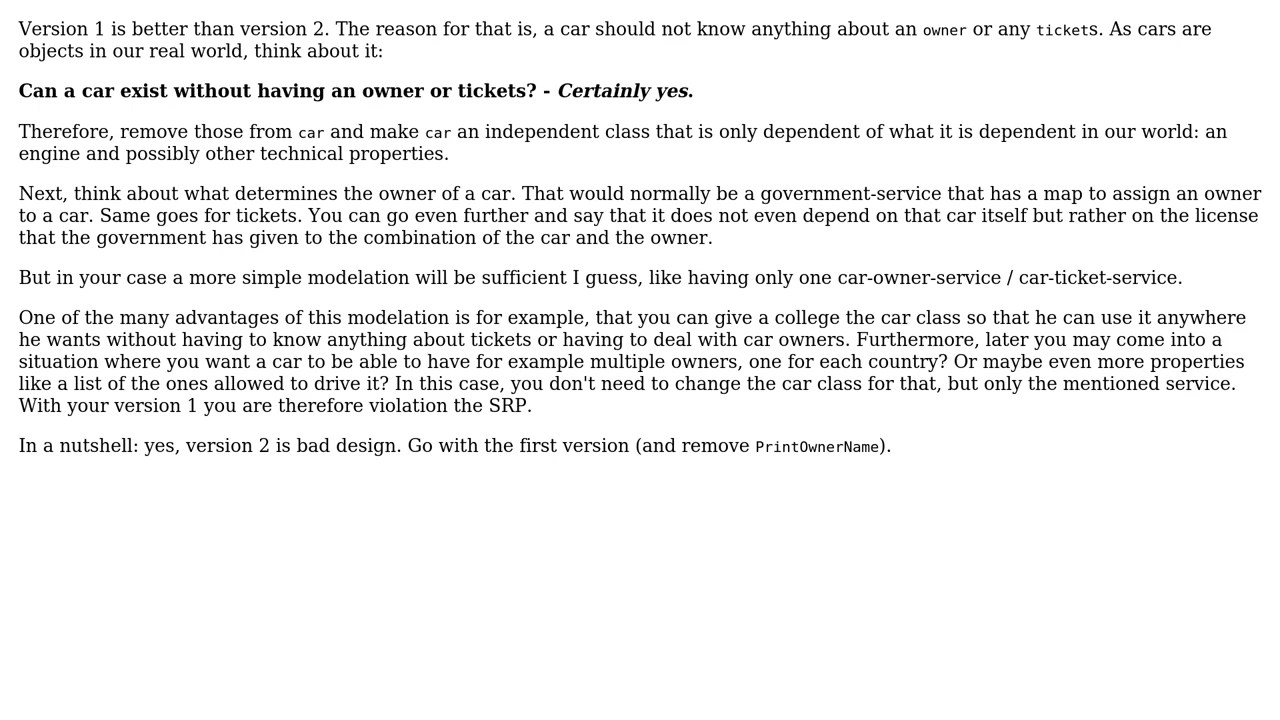 Version 1 is better than version 2. The reason for that is, a car should not know anything about an owner or any tickets. As cars are
objects in our real world, think about it:
Can a car exist without having an owner or tickets? - Certainly yes.
Therefore, remove those from car and make car an independent class that is only dependent of what it is dependent in our world: an
engine and possibly other technical properties.
Next, think about what determines the owner of a car. That would normally be a government-service that has a map to assign an owner
to a car. Same goes for tickets. You can go even further and say that it does not even depend on that car itself but rather on the license
that the government has given to the combination of the car and the owner.
But in your case a more simple modelation will be sufficient I guess, like having only one car-owner-service / car-ticket-service.
One of the many advantages of this modelation is for example, that you can give a college the car class so that he can use it anywhere
he wants without having to know anything about tickets or having to deal with car owners. Furthermore, later you may come into a
situation where you want a car to be able to have for example multiple owners, one for each country? Or maybe even more properties
like a list of the ones allowed to drive it? In this case, you don't need to change the car class for that, but only the mentioned service.
With your version 1 you are therefore violation the SRP.
In a nutshell: yes, version 2 is bad design. Go with the first version (and remove PrintOwnerName).